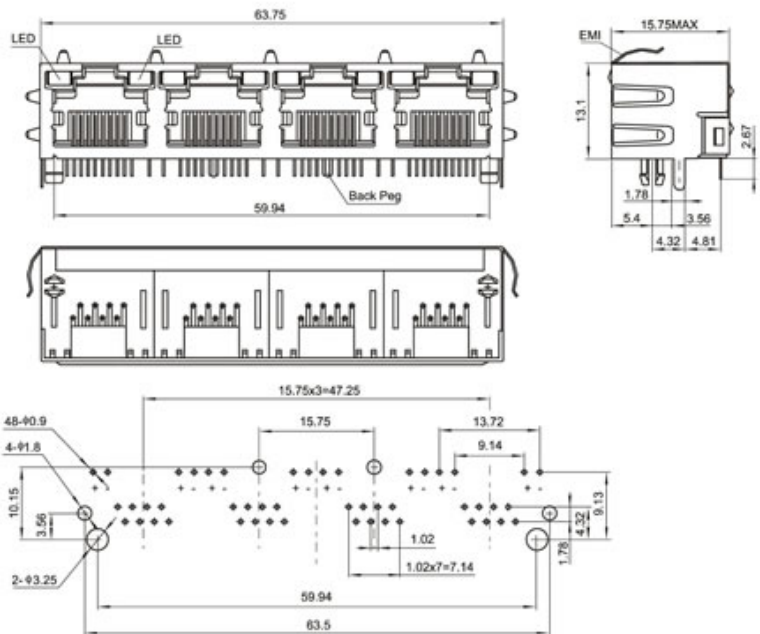 63.75
LED
LED
Back Peg
59.94
15.75MAX
EMI
13.1
2.67
1.78
5.4
3.56
4.32
4.81
15.75x3=47.25
48-φ0.9
15.75
13.72
4-φ1.8
9.14
+ - + - + - + -
+ - + - + - + -
10.15
3.56
9.13
4.32
1.78
1.02
1.02x7=7.14
2-φ3.25
59.94
63.5